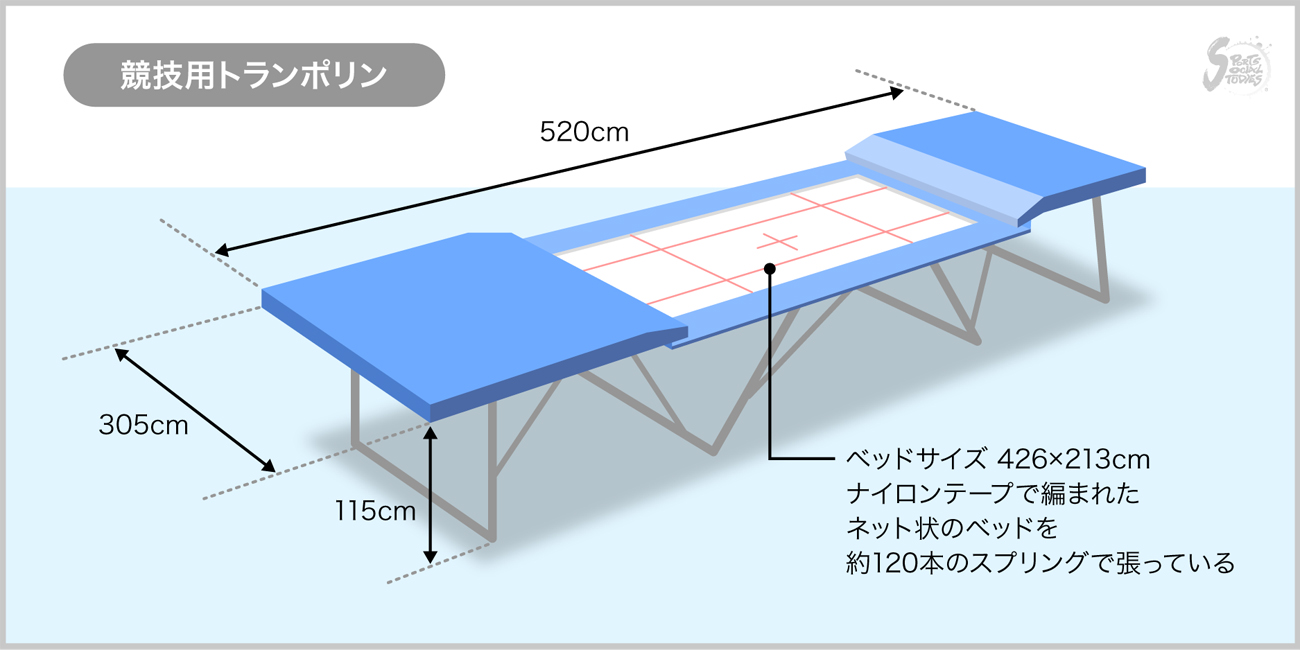 競技用トランポリン
SPORTS
SOCIAL
TOWNS
520cm
305cm
115cm
ベッドサイズ 426×213cm
ナイロンテープで編まれた
ネット状のベッドを
約120本のスプリングで張っている